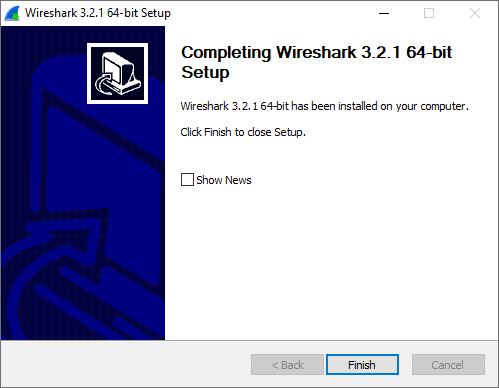 Wireshark 3.2.1 64-bit Setup
Completing Wireshark 3.2.1 64-bit
Setup
Wireshark 3.2.1 64-bit has been installed on your computer.
Click Finish to close Setup.
Show News
< Back
Finish
Cancel